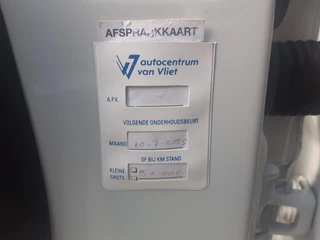 AFSPRAAKKAART
autocentrum
van Vliet
A.P.K.
VOLGENDE ONDERHOUDSBEURT
MAAND
OF BIJ KM STAND
KLEINE
GROTE